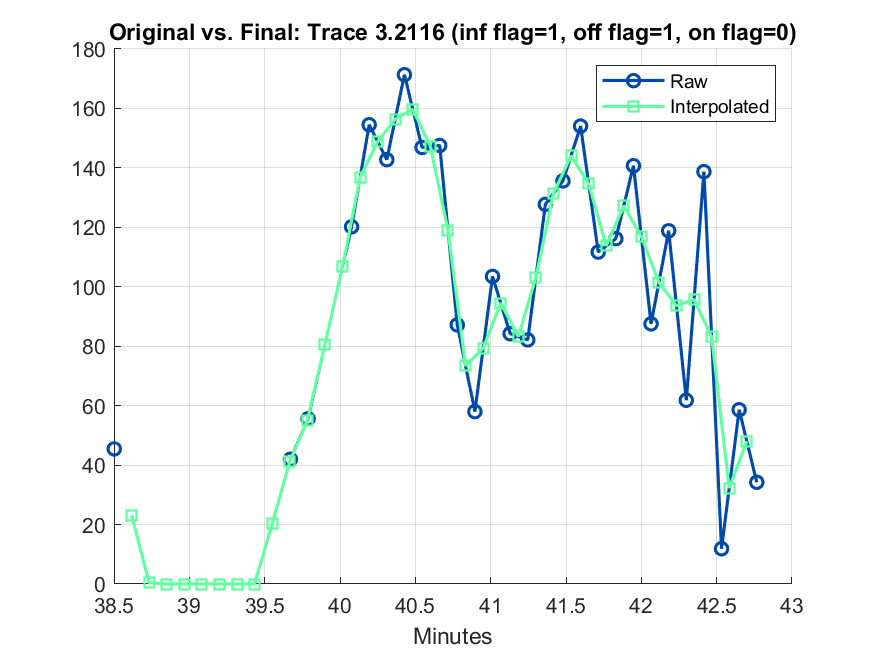 Original vs. Final: Trace 3.2116 (inf flag=1, off flag=1, on flag=0)
180
160
140
120
100
80
60
40
20
0
Raw
Interpolated
38.5 39 39.5 40 40.5 41 41.5 42 42.5 43
Minutes